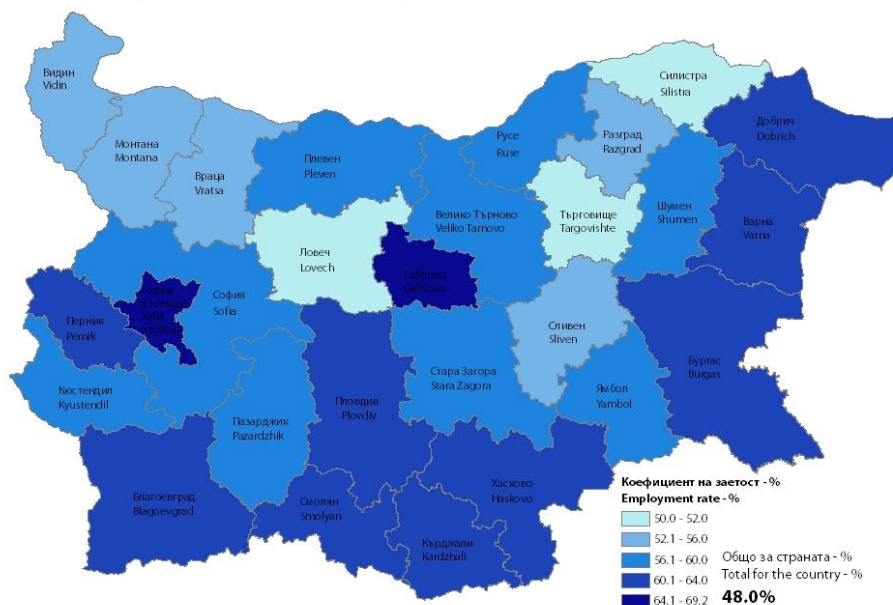 Видин
Vidin
Монтана
Montana
Враца
Vratsa
Плевен
Pleven
Русе
Ruse
Разград
Razgrad
Силистра
Silistra
Добрич
Dobrich
Велико Търново
Veliko Tarnovo
Търговище
Targovishte
Шумен
Shumen
Варна
Varna
Ловеч
Lovech
Габрово
Gabrovo
София
Sofia
София
Sofia
Перник
Pernik
Сливен
Sliven
Бургас
Burgas
Кюстендил
Kyustendil
Пазарджик
Pazardzhik
Пловдив
Plovdiv
Стара Загора
Stara Zagora
Ямбол
Yambol
Благоевград
Blagoevgrad
Смолян
Smolyan
Хасково
Haskovo
Кърджали
Kardzhali
Коефициент на заетост - %
Employment rate - %
50.0 - 52.0
52.1 - 56.0
56.1 - 60.0
60.1 - 64.0
64.1 - 69.2
Общо за страната - %
Total for the country - %
48.0%